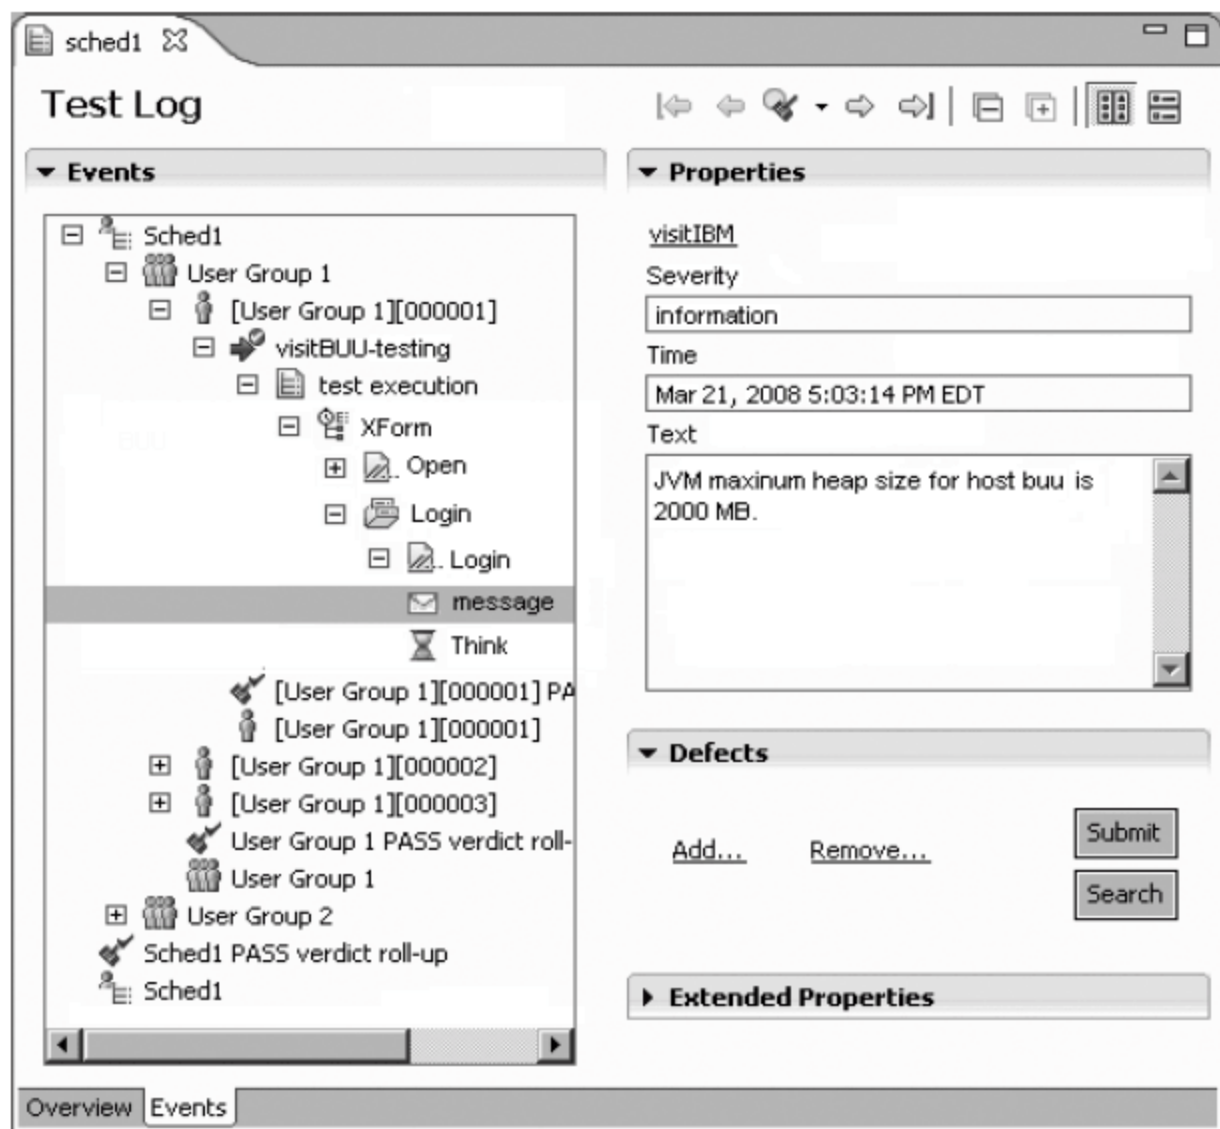 sched1
Test Log
Events
Sched1
User Group 1
[User Group 1][000001]
visitBUU-testing
test execution
XForm
Open
Login
Login
message
Think
[User Group 1][000001] PA
[User Group 1][000001]
[User Group 1][000002]
[User Group 1][000003]
User Group 1 PASS verdict roll-
User Group 1
User Group 2
Sched1 PASS verdict roll-up
Sched1
Properties
visitIBM
Severity
information
Time
Mar 21, 2008 5:03:14 PM EDT
Text
JVM maxinum heap size for host buu is
2000 MB.
Defects
Add...
Remove...
Submit
Search
Extended Properties
Overview
Events